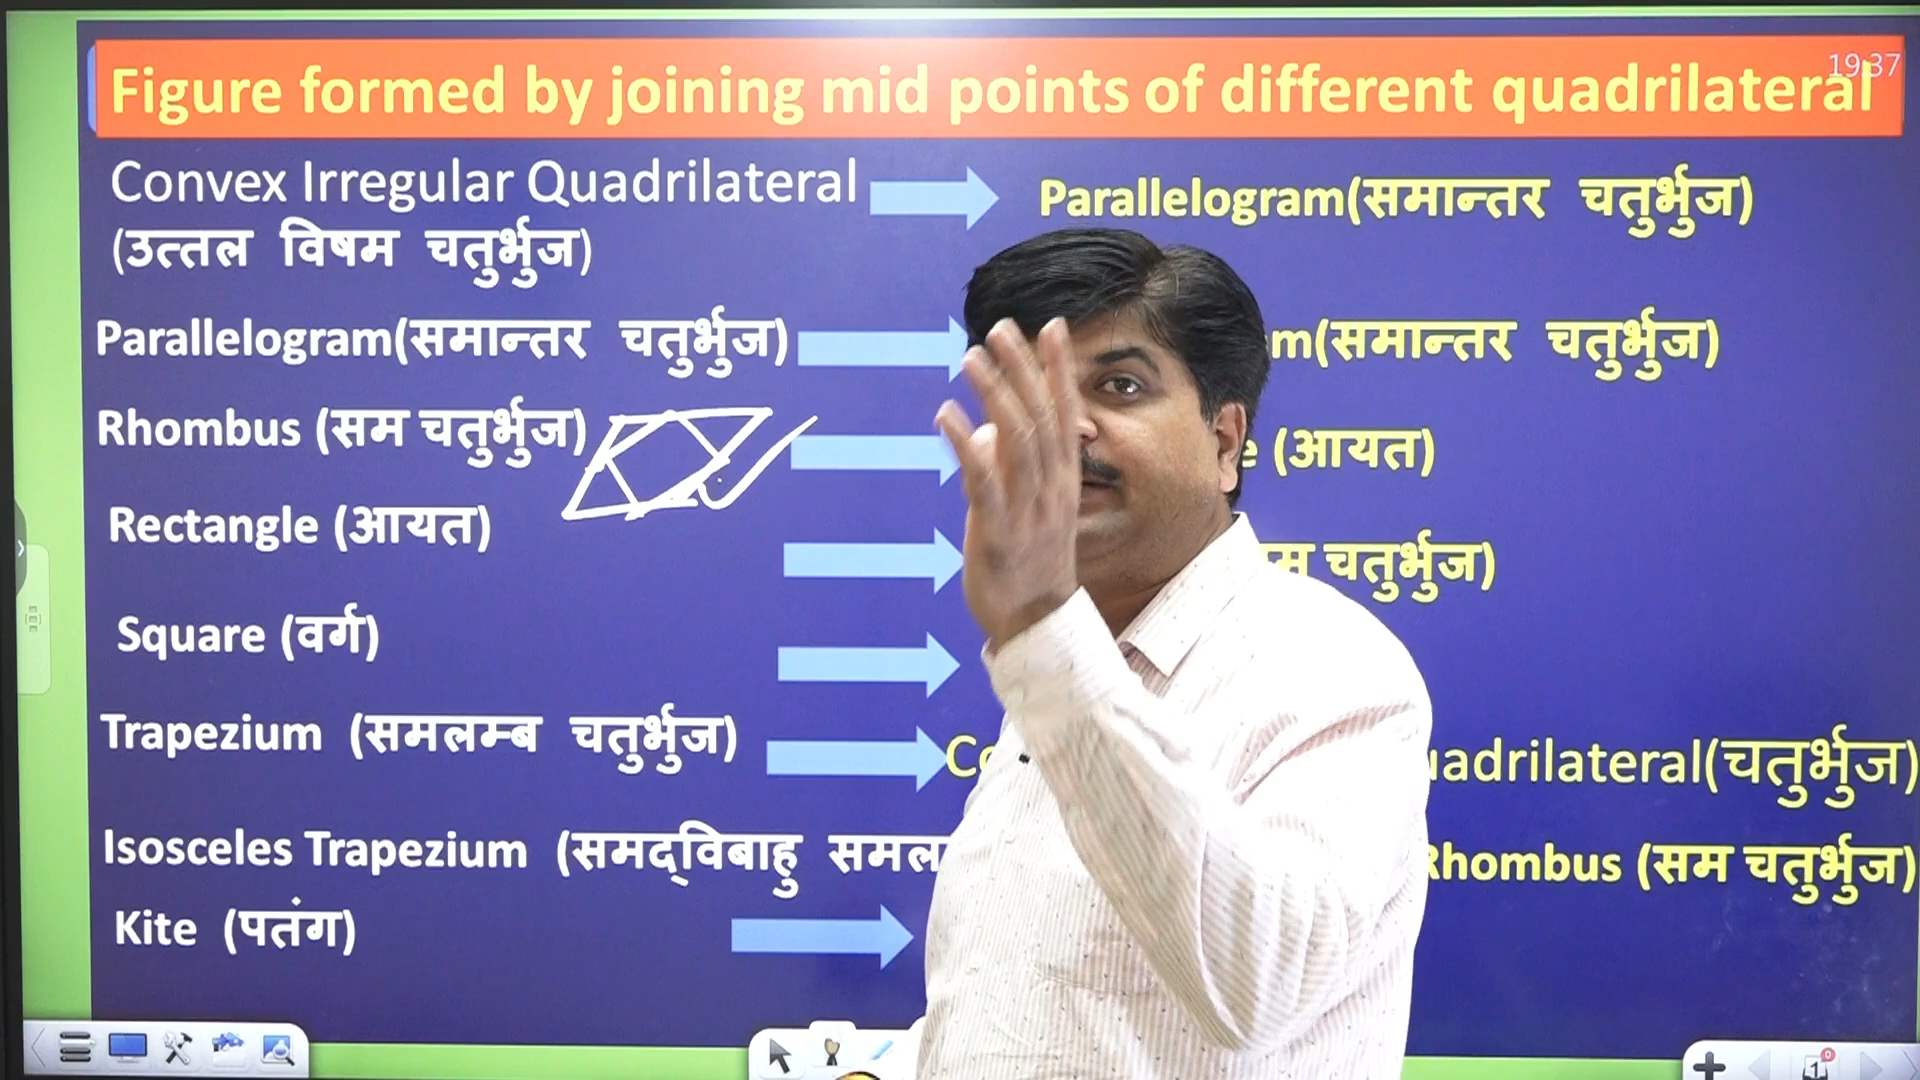 19:37
Figure formed by joining mid points of different quadrilateral
Convex Irregular Quadrilateral
Parallelogram(समान्तर चतुर्भुज)
(उत्तल विषम चतुर्भुज)
Parallelogram(समान्तर चतुर्भुज)
m(समान्तर चतुर्भुज)
Rhombus (सम चतुर्भुज)
e (आयत)
Rectangle (आयत)
चतुर्भुज)
Square (वर्ग)
Trapezium (समलम्ब चतुर्भुज)
uadrilateral(चतुर्भुज)
Isosceles Trapezium (समद्विबाहु समल
Rhombus (सम चतुर्भुज)
Kite (पतंग)